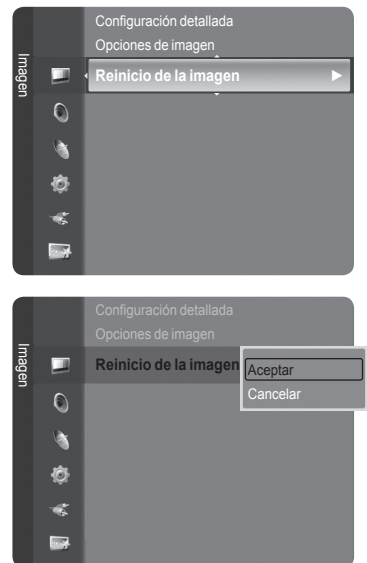 Imagen
Configuración detallada
Opciones de imagen
Reinicio de la imagen
Imagen
Configuración detallada
Opciones de imagen
Reinicio de la imagen
Aceptar
Cancelar